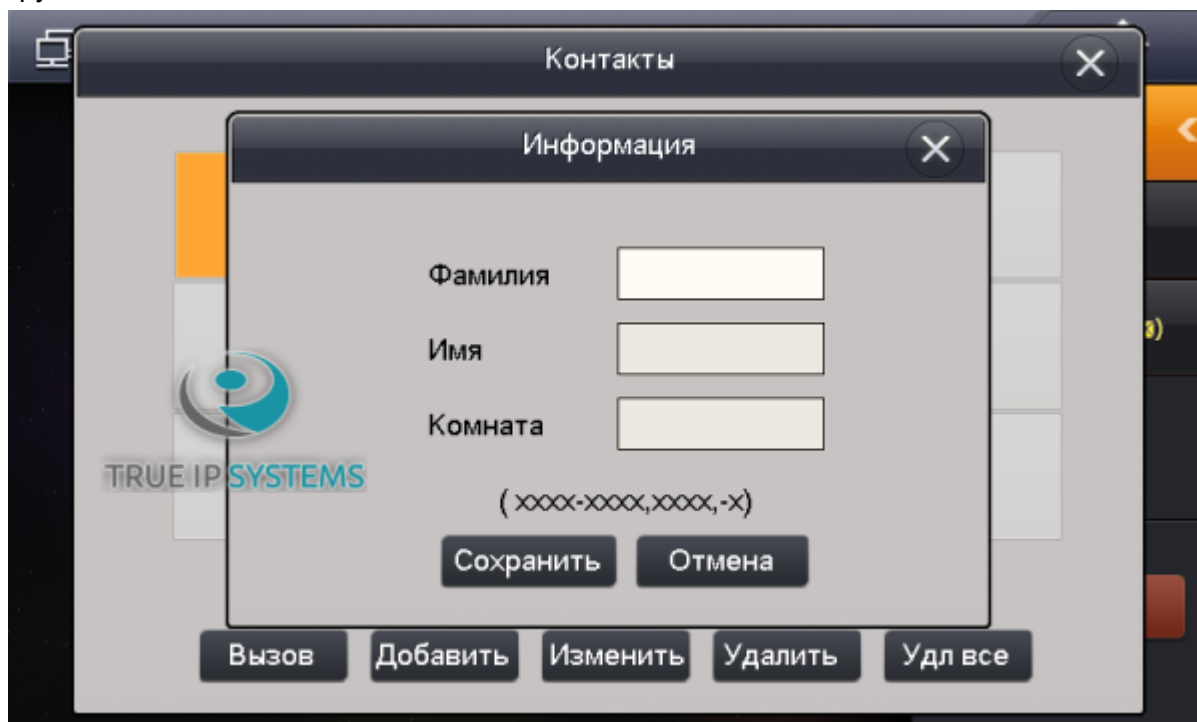 Контакты
Информация
Фамилия
Имя
Комната
TRUE IP SYSTEMS
( xxxx-xxxx,xxxx,-x)
Сохранить Отмена
Вызов Добавить Изменить Удалить Удл все